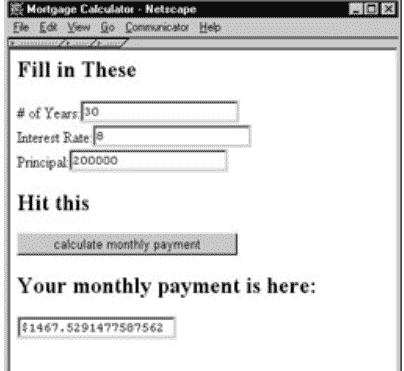 Mortgage Calculator - Netscape
File Edit View Go Communicator Help
Fill in These
# of Years: 30
Interest Rate: 8
Principal: 200000
Hit this
calculate monthly payment
Your monthly payment is here:
$1467.5291477587562